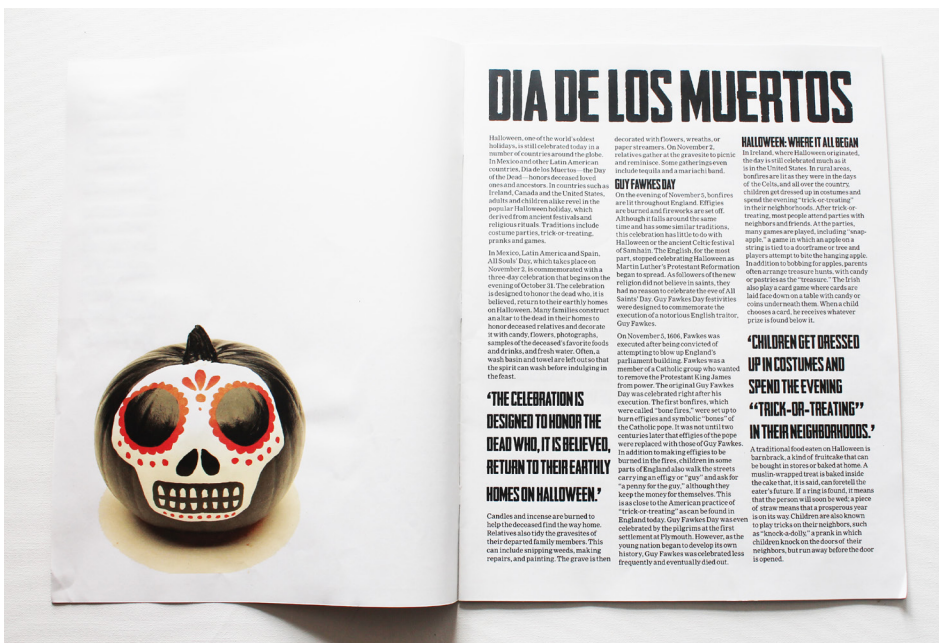 DIA DE LOS MUERTOS
Halloween, one of the world's oldest
holidays, is still celebrated today in a
number of countries around the globe.
In Mexico and other Latin American
countries, Dia de los Muertos—the Day
of the Dead—honors deceased loved
ones and ancestors. In countries such as
Ireland, Canada and the United States,
adults and children alike revel in the
popular Halloween holiday, which
derived from ancient festivals and
religious rituals. Traditions include
costume parties, trick-or-treating,
pranks and games.
In Mexico, Latin America and Spain,
All Souls' Day, which takes place on
November 2, is commemorated with a
three-day celebration that begins on the
evening of October 31. The celebration
is designed to honor the dead who, it is
believed, return to their earthly homes
on Halloween. Many families construct
an altar to the dead in their homes to
honor deceased relatives and decorate
it with candy, flowers, photographs,
samples of the deceased's favorite foods
and drinks, and fresh water. Often, a
wash basin and towel are left out so that
the spirit can wash before indulging in
the feast.
‘THE CELEBRATION IS
DESIGNED TO HONOR THE
DEAD WHO, IT IS BELIEVED,
RETURN TO THEIR EARTHLY
HOMES ON HALLOWEEN.’
Candles and incense are burned to
help the deceased find the way home.
Relatives also tidy the gravesites of
their departed family members. This
can include snipping weeds, making
repairs, and painting. The grave is then
decorated with flowers, wreaths, or
paper streamers. On November 2,
relatives gather at the gravesite to picnic
and reminisce. Some gatherings even
include tequila and a mariachi band.
GUY FAWKES DAY
On the evening of November 5, bonfires
are lit throughout England. Effigies
are burned and fireworks are set off.
Although it falls around the same
time and has some similar traditions,
this celebration has little to do with
Halloween or the ancient Celtic festival
of Samhain. The English, for the most
part, stopped celebrating Halloween as
Martin Luther's Protestant Reformation
began to spread. As followers of the new
religion did not believe in saints, they
had no reason to celebrate the eve of All
Saints' Day. Guy Fawkes Day festivities
were designed to commemorate the
execution of a notorious English traitor,
Guy Fawkes.
On November 5, 1606, Fawkes was
executed after being convicted of
attempting to blow up England's
parliament building. Fawkes was a
member of a Catholic group who wanted
to remove the Protestant King James
from power. The original Guy Fawkes
Day was celebrated right after his
execution. The first bonfires, which
were called “bone fires,” were set up to
burn effigies and symbolic “bones” of
the Catholic pope. It was not until two
centuries later that effigies of the pope
were replaced with those of Guy Fawkes.
In addition to making effigies to be
burned in the fires, children in some
parts of England also walk the streets
carrying an effigy or “guy” and ask for
“a penny for the guy,” although they
keep the money for themselves. This
is as close to the American practice of
“trick-or-treating” as can be found in
England today. Guy Fawkes Day was even
celebrated by the pilgrims at the first
settlement at Plymouth. However, as the
young nation began to develop its own
history, Guy Fawkes was celebrated less
frequently and eventually died out.
HALLOWEEN: WHERE IT ALL BEGAN
In Ireland, where Halloween originated,
the day is still celebrated much as it
is in the United States. In rural areas,
bonfires are lit as they were in the days
of the Celts, and all over the country,
children get dressed up in costumes and
spend the evening “trick-or-treating”
in their neighborhoods. After trick-or-
treating, most people attend parties with
neighbors and friends. At the parties,
many games are played, including “snap-
apple,” a game in which an apple on a
string is tied to a doorframe or tree and
players attempt to bite the hanging apple.
In addition to bobbing for apples, parents
often arrange treasure hunts, with candy
or pastries as the “treasure.” The Irish
also play a card game where cards are
laid face down on a table with candy or
coins underneath them. When a child
chooses a card, he receives whatever
prize is found below it.
‘CHILDREN GET DRESSED
UP IN COSTUMES AND
SPEND THE EVENING
“TRICK-OR-TREATING”
IN THEIR NEIGHBORHOODS.’
A traditional food eaten on Halloween is
barnbrack, a kind of fruitcake that can
be bought in stores or baked at home. A
muslin-wrapped treat is baked inside
the cake that, it is said, can foretell the
eater's future. If a ring is found, it means
that the person will soon be wed; a piece
of straw means that a prosperous year
is on its way. Children are also known
to play tricks on their neighbors, such
as “knock-a-dolly,” a prank in which
children knock on the doors of their
neighbors, but run away before the door
is opened.